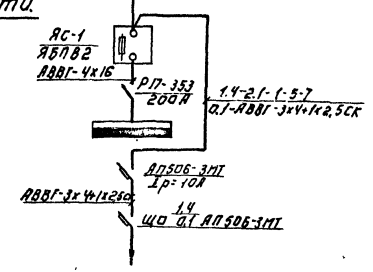 ЯС-1
ЯБПВ2
АВВГ-4х16
РП-353
200А
1.4-2.1-1-5-7
0.1-АВВГ-3х4+1х2,5СК
АП50Б-3МТ
Iр=10А
АВВГ-3х4+1х2,5
ЩО 1,4 АП50Б-3МТ
0,1